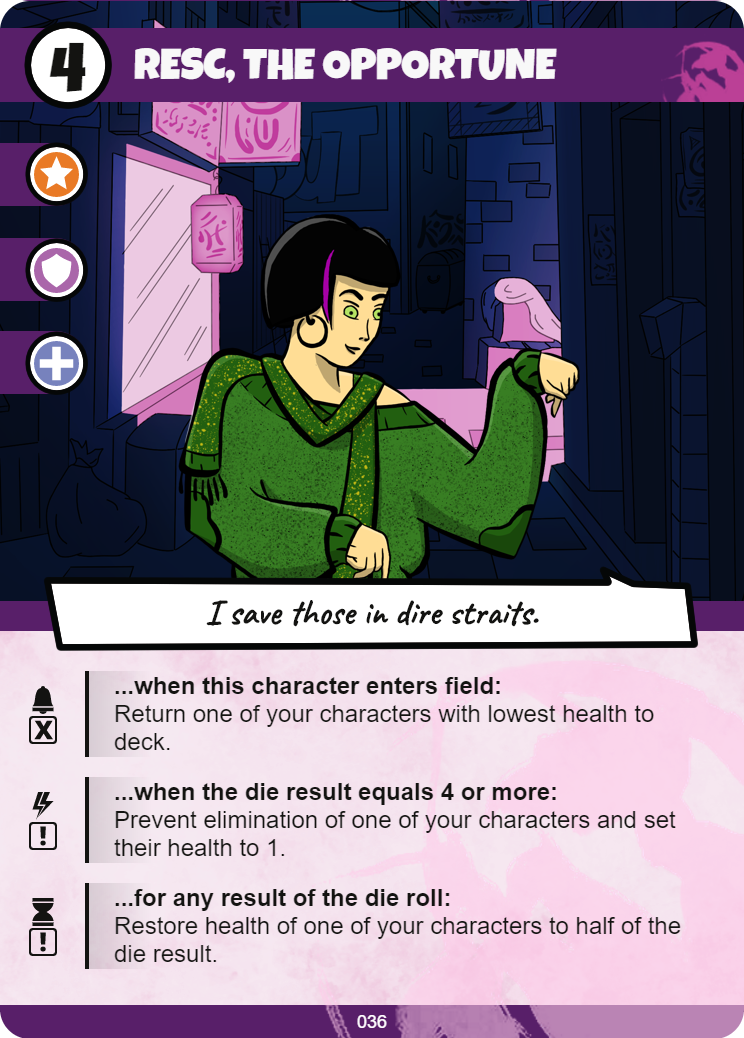 4 RESC, THE OPPORTUNE
I save those in dire straits.
...when this character enters field:
X
Return one of your characters with lowest health to
deck.
...when the die result equals 4 or more:
!
Prevent elimination of one of your characters and set
their health to 1.
...for any result of the die roll:
!
Restore health of one of your characters to half of the
die result.
036